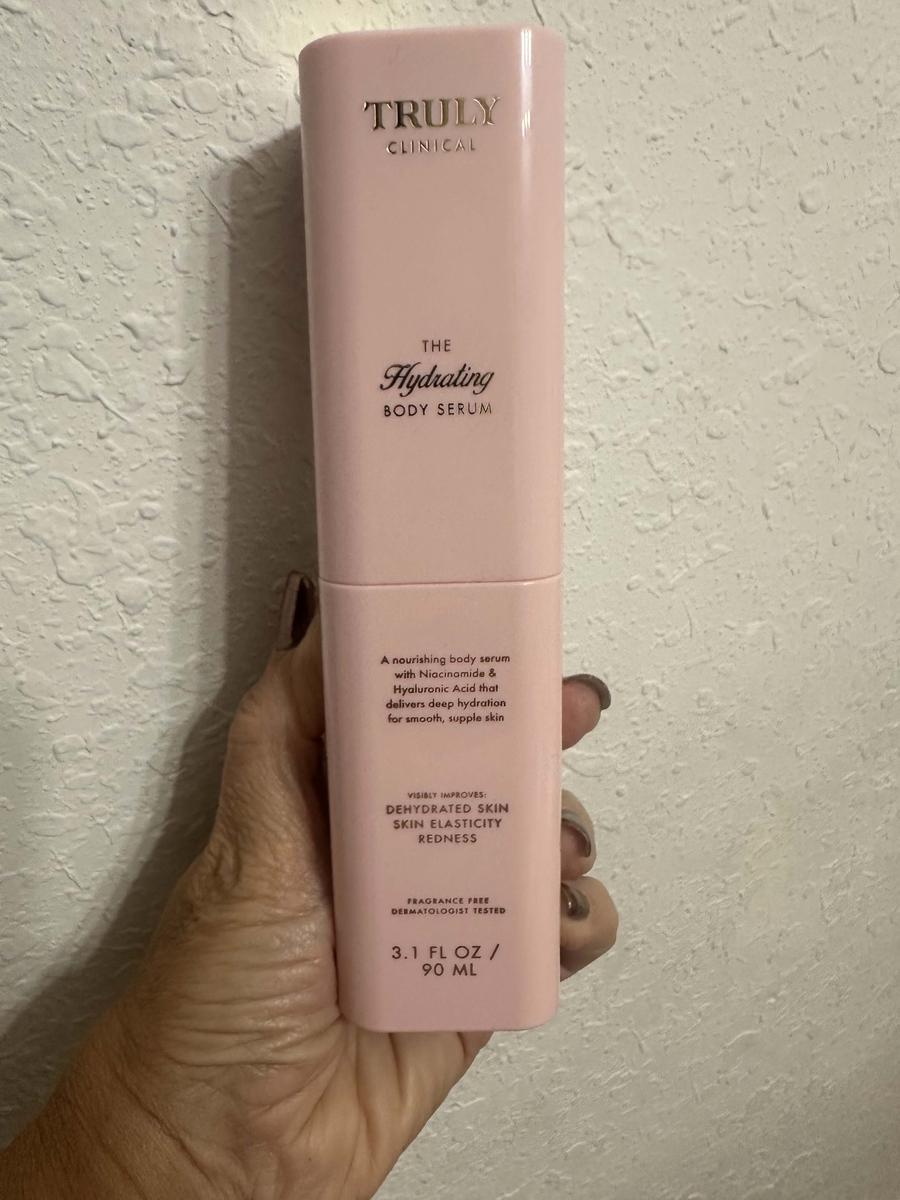 TRULY
CLINICAL
THE
Hydrating
BODY SERUM
A nourishing body serum
with Niacinamide &
Hyaluronic Acid that
delivers deep hydration
for smooth, supple skin
VISIBLY IMPROVES:
DEHYDRATED SKIN
SKIN ELASTICITY
REDNESS
FRAGRANCE FREE
DERMATOLOGIST TESTED
3.1 FL OZ /
90 ML